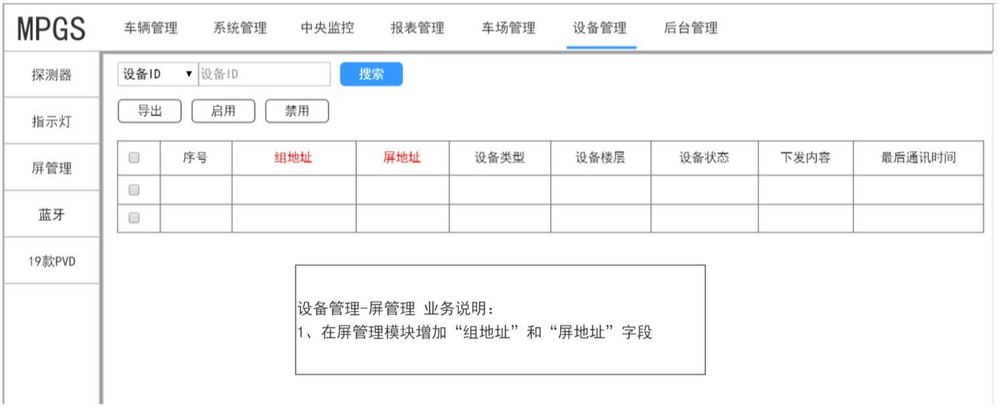 MPGS 车辆管理 系统管理 中央监控 报表管理 车场管理 设备管理 后台管理
探测器
指示灯
屏管理
蓝牙
19款PVD
设备ID ▼ 设备ID 搜索
导出 启用 禁用
序号 组地址 屏地址 设备类型 设备楼层 设备状态 下发内容 最后通讯时间
设备管理-屏管理 业务说明：
1、在屏管理模块增加“组地址”和“屏地址”字段